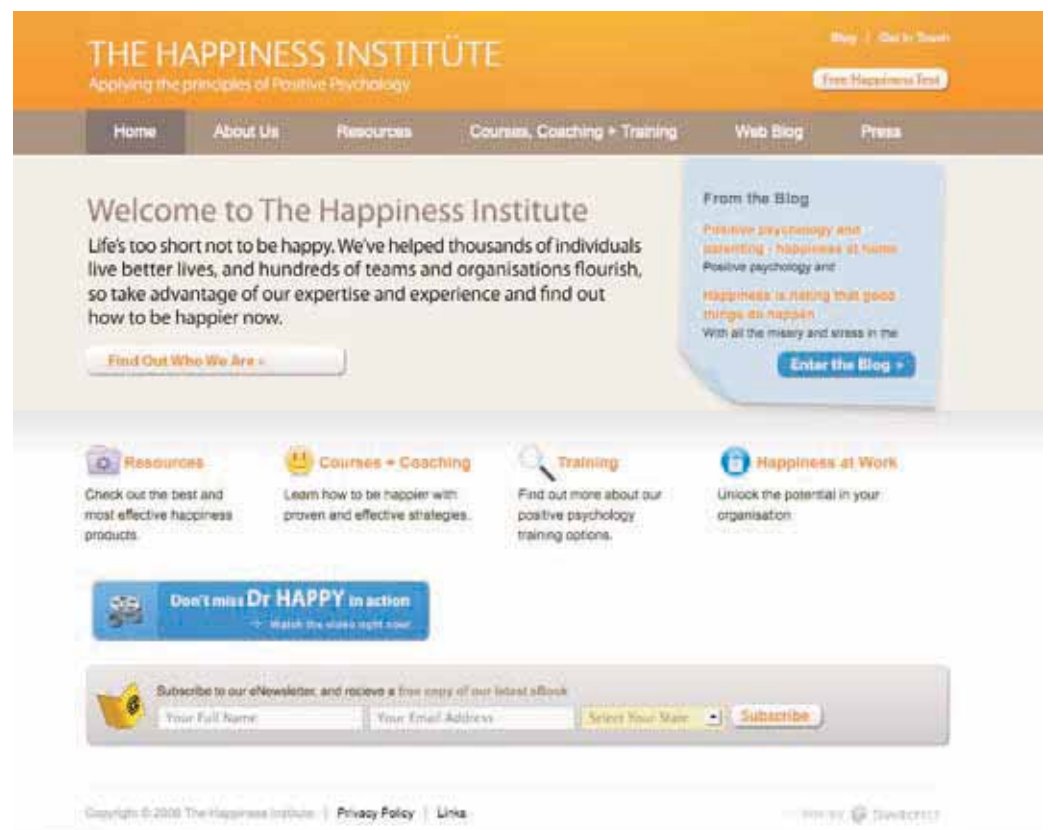 THE HAPPINESS INSTITÜTE
Applying the principles of Positive Psychology
Blog | Get In Touch
Free Happiness Test
Home About Us Resources Courses, Coaching + Training Web Blog Press
Welcome to The Happiness Institute
Life's too short not to be happy. We've helped thousands of individuals
live better lives, and hundreds of teams and organisations flourish,
so take advantage of our expertise and experience and find out
how to be happier now.
Find Out Who We Are »
From the Blog
Positive psychology and
parenting - happiness at home
Positive psychology and
Happiness is noting that good
things do happen
With all the misery and stress in the
Enter the Blog »
Resources
Check out the best and
most effective happiness
products.
Courses + Coaching
Learn how to be happier with
proven and effective strategies.
Training
Find out more about our
positive psychology
training options.
Happiness at Work
Unlock the potential in your
organisation
Don't miss Dr HAPPY in action
Watch the video right now!
Subscribe to our eNewsletter, and recieve a free copy of our latest eBook
Your Full Name Your Email Address Select Your State Subscribe
Copyright © 2008 The Happiness Institute | Privacy Policy | Links